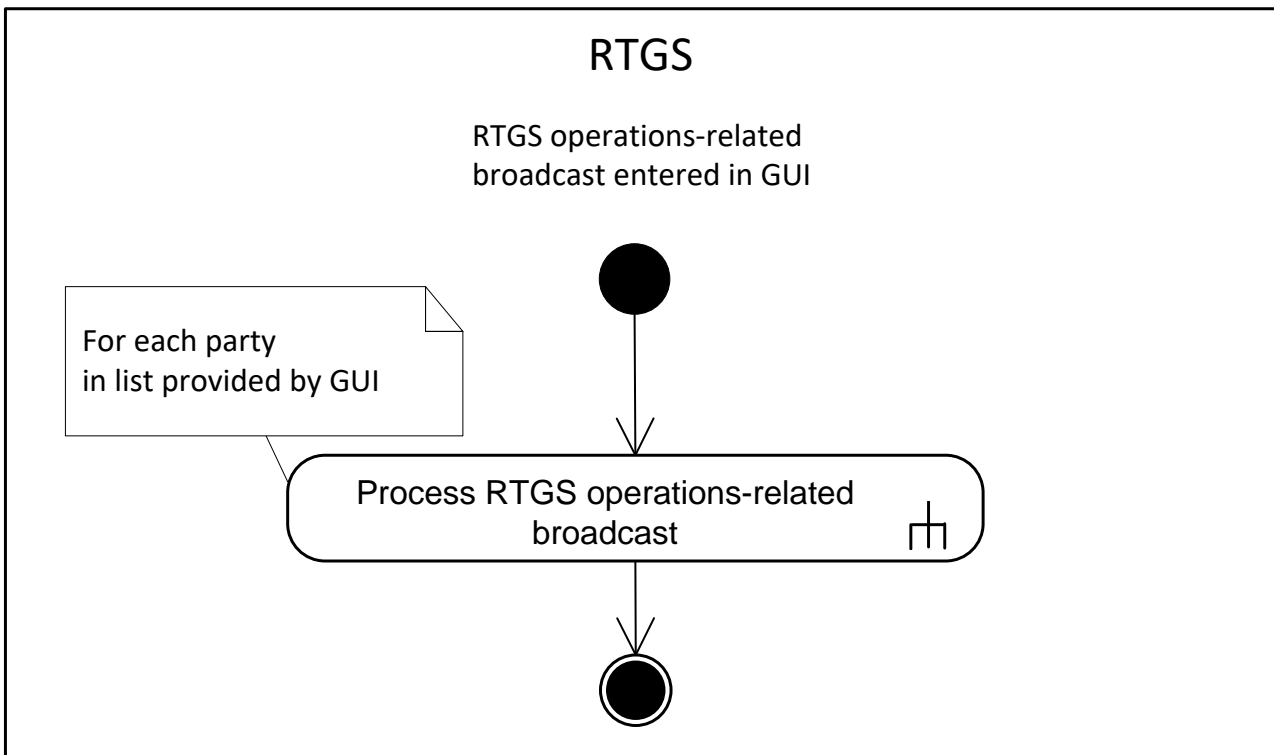 RTGS
RTGS operations-related
broadcast entered in GUI
For each party
in list provided by GUI
Process RTGS operations-related
broadcast